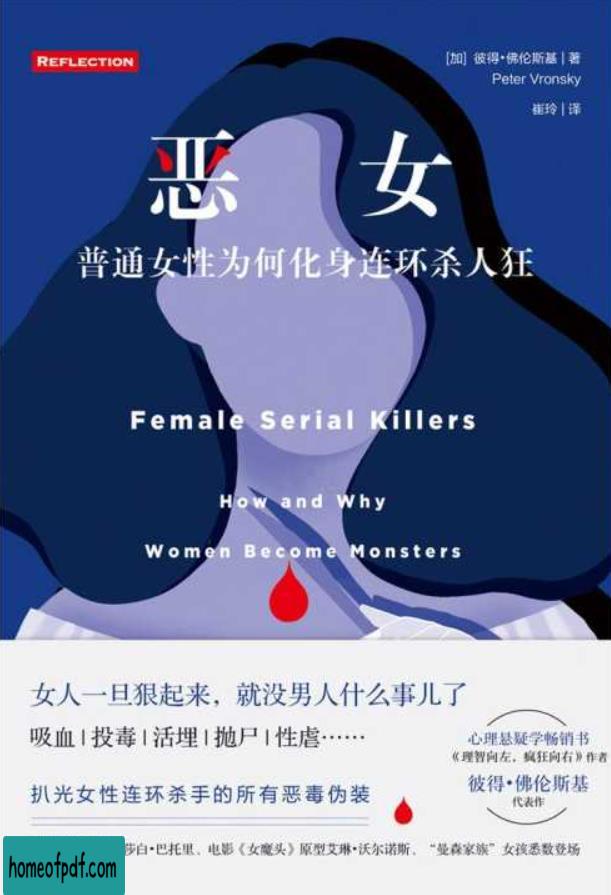 REFLECTION
[加] 彼得•佛伦斯基 | 著
Peter Vronsky
崔玲 | 译
恶女
普通女性为何化身连环杀人狂
Female Serial Killers
How and Why
Women Become Monsters
女人一旦狠起来，就没男人什么事儿了
吸血 | 投毒 | 活埋 | 抛尸 | 性虐……
扒光女性连环杀手的所有恶毒伪装
心理悬疑学畅销书
《理智向左，疯狂向右》作者
彼得•佛伦斯基
代表作
莎白•巴托里、电影《女魔头》原型艾琳•沃尔诺斯、“曼森家族”女孩悉数登场
homeofpdf.com